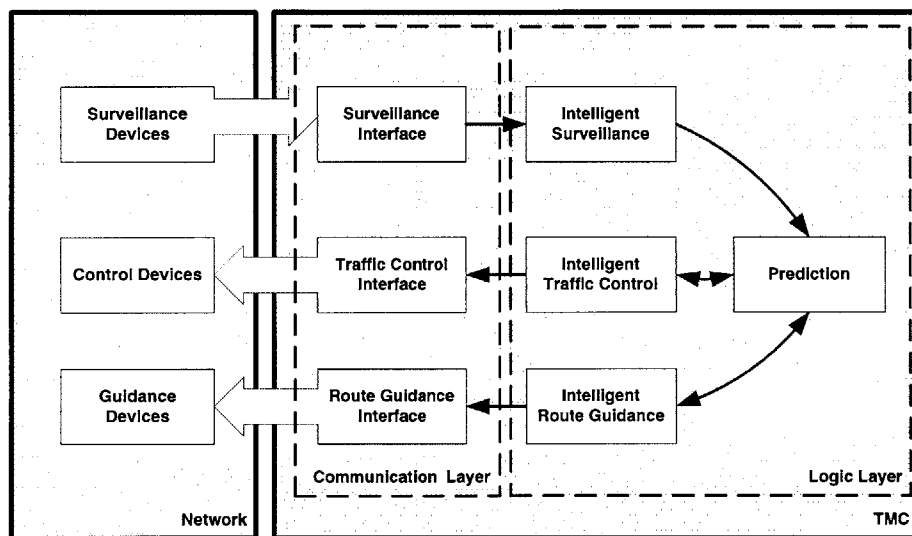 Surveillance
Devices
Surveillance
Interface
Intelligent
Surveillance
Control Devices
Traffic Control
Interface
Intelligent
Traffic Control
Prediction
Guidance
Devices
Route Guidance
Interface
Intelligent
Route Guidance
Communication Layer
Logic Layer
Network
TMC